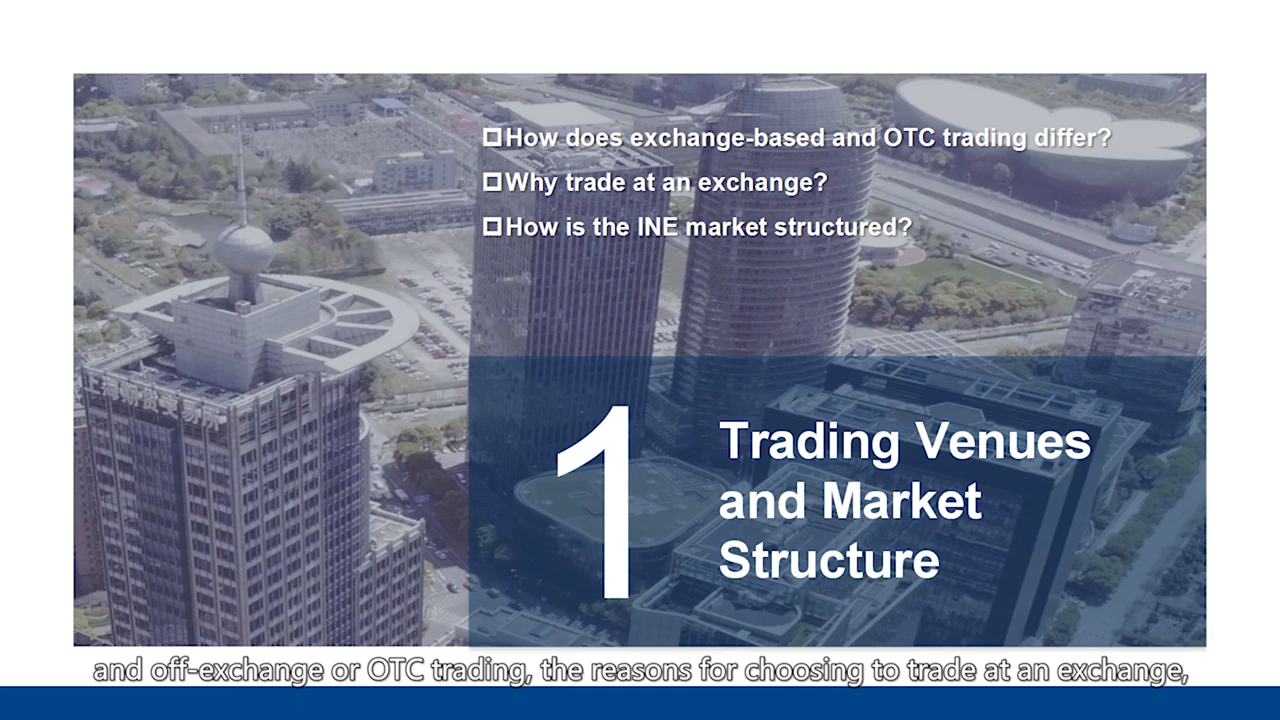 How does exchange-based and OTC trading differ?
Why trade at an exchange?
How is the INE market structured?
1
Trading Venues
and Market
Structure
and off-exchange or OTC trading, the reasons for choosing to trade at an exchange,